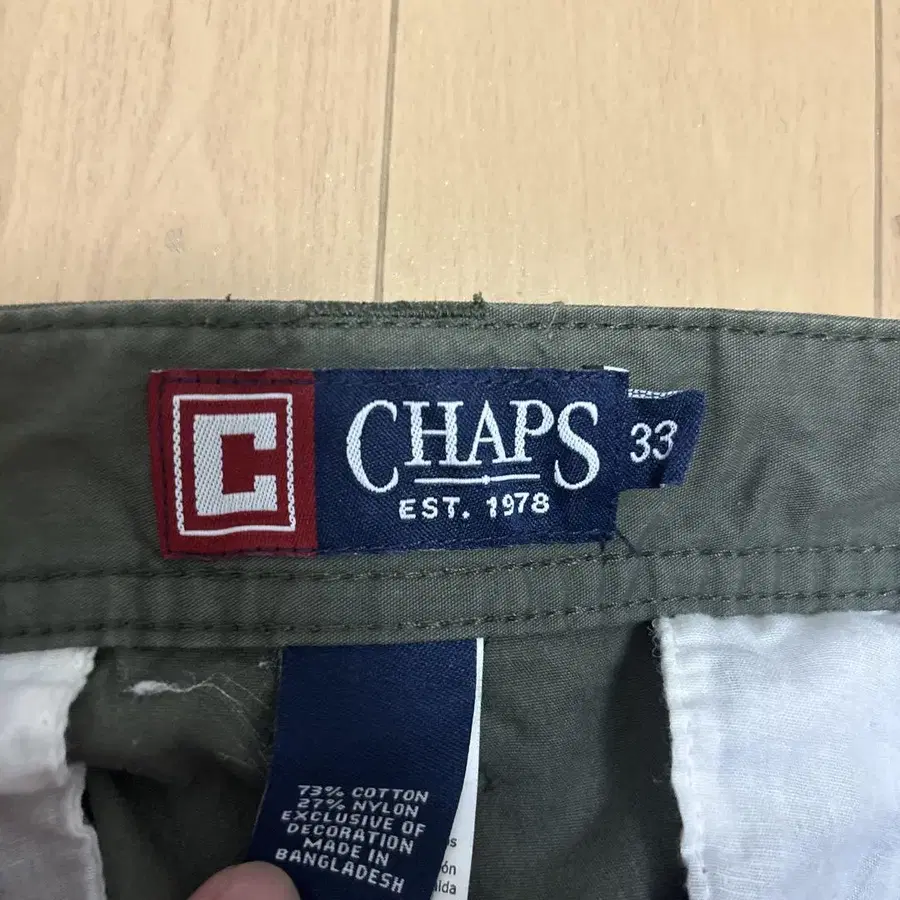 C CHAPS 33
EST. 1978
73% COTTON
27% NYLON
EXCLUSIVE OF
DECORATION
MADE IN
BANGLADESH